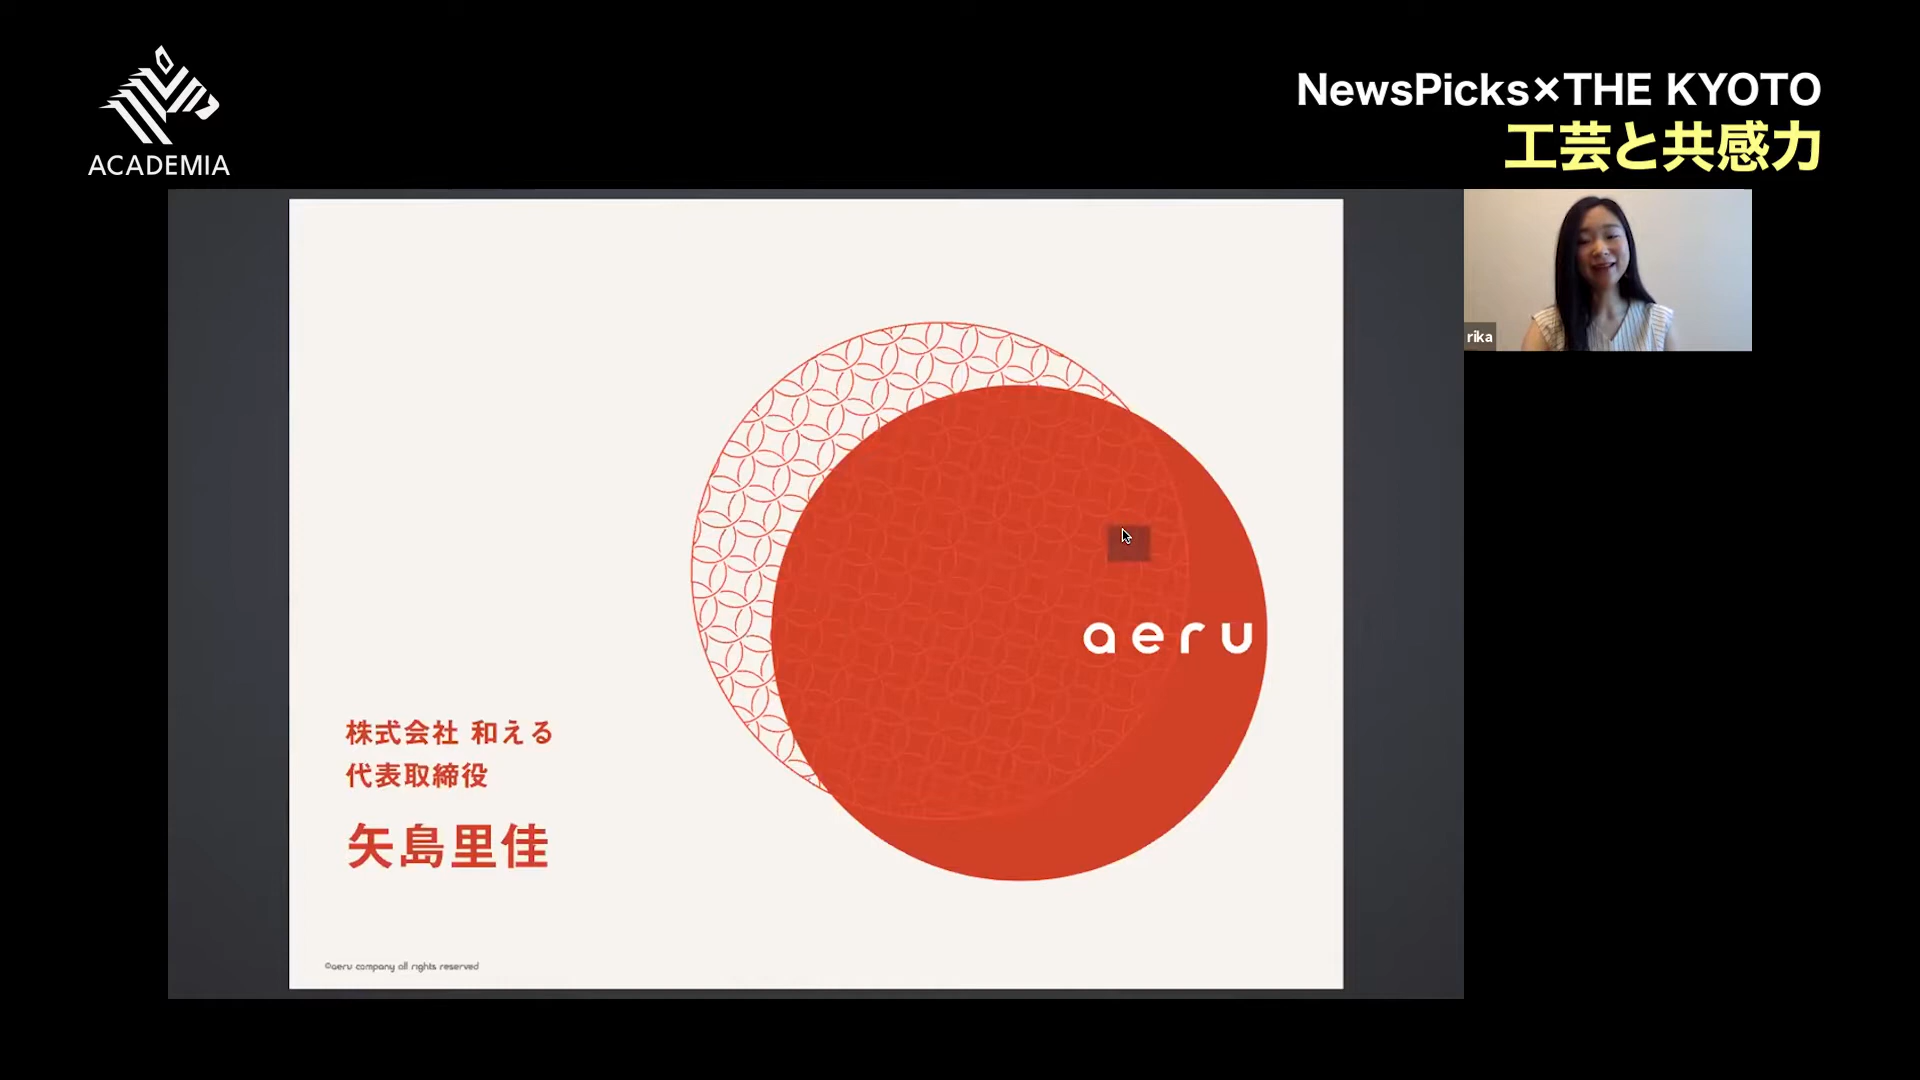 ACADEMIA
NewsPicks×THE KYOTO
工芸と共感力
rika
aeru
株式会社 和える
代表取締役
矢島里佳
©aeru company all rights reserved